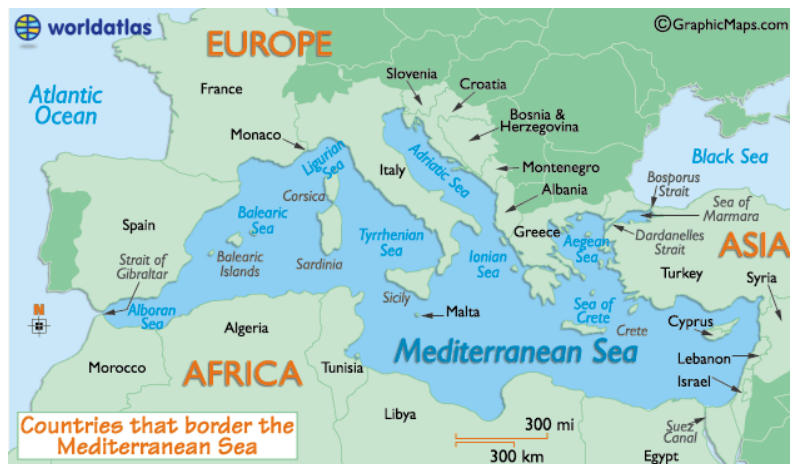 worldatlas
©GraphicMaps.com
EUROPE
Slovenia
Croatia
France
Atlantic
Ocean
Bosnia &
Herzegovina
Monaco
Ligurian
Sea
Italy
Adriatic Sea
Montenegro
Black Sea
Bosporus
Strait
Corsica
Albania
Sea of
Marmara
Spain
Balearic
Sea
Tyrrhenian
Sea
Greece
Aegean
Sea
Dardanelles
Strait
ASIA
Strait of
Gibraltar
Balearic
Islands
Sardinia
Ionian
Sea
Turkey
Syria
Sicily
Sea of
Crete
N
Alboran
Sea
Malta
Crete
Cyprus
Algeria
Mediterranean Sea
Lebanon
Morocco
AFRICA
Tunisia
Israel
Countries that border the
Mediterranean Sea
Libya
300 mi
300 km
Suez
Canal
Egypt